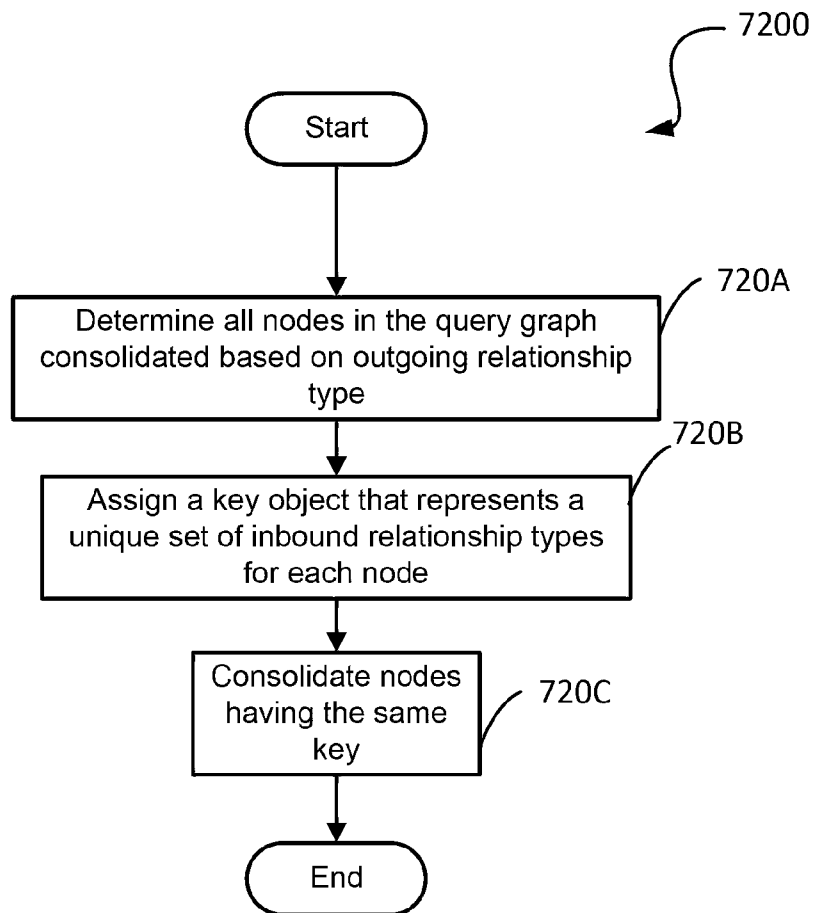 7200
Start
720A
Determine all nodes in the query graph
consolidated based on outgoing relationship
type
720B
Assign a key object that represents a
unique set of inbound relationship types
for each node
Consolidate nodes
having the same
key
720C
End